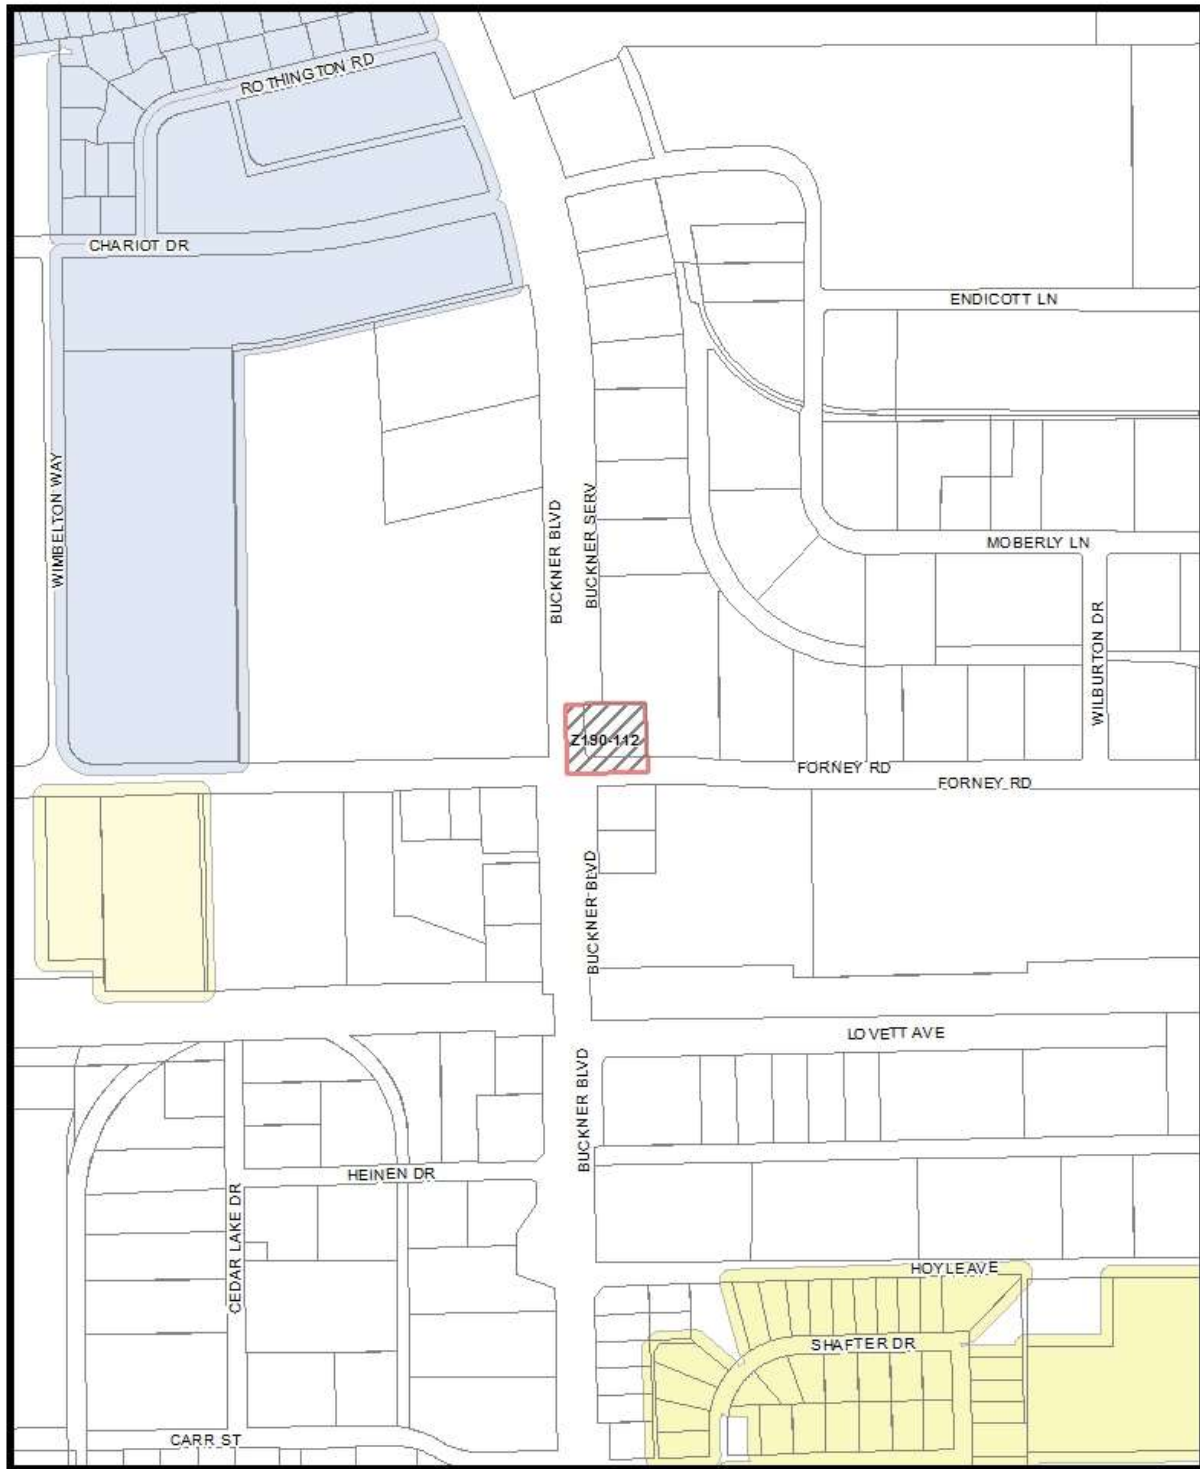 ROTHINGTON RD
CHARIOT DR
ENDICOTT LN
WIMBELTON WAY
BUCKNER BLVD
BUCKNER SERV
MOBERLY LN
WILBURTON DR
Z190-112
FORNEY RD
FORNEY RD
BUCKNER BLVD
LOVETT AVE
BUCKNER BLVD
HEINEN DR
CEDAR LAKE DR
HOYLE AVE
SHAFTER DR
CARR ST